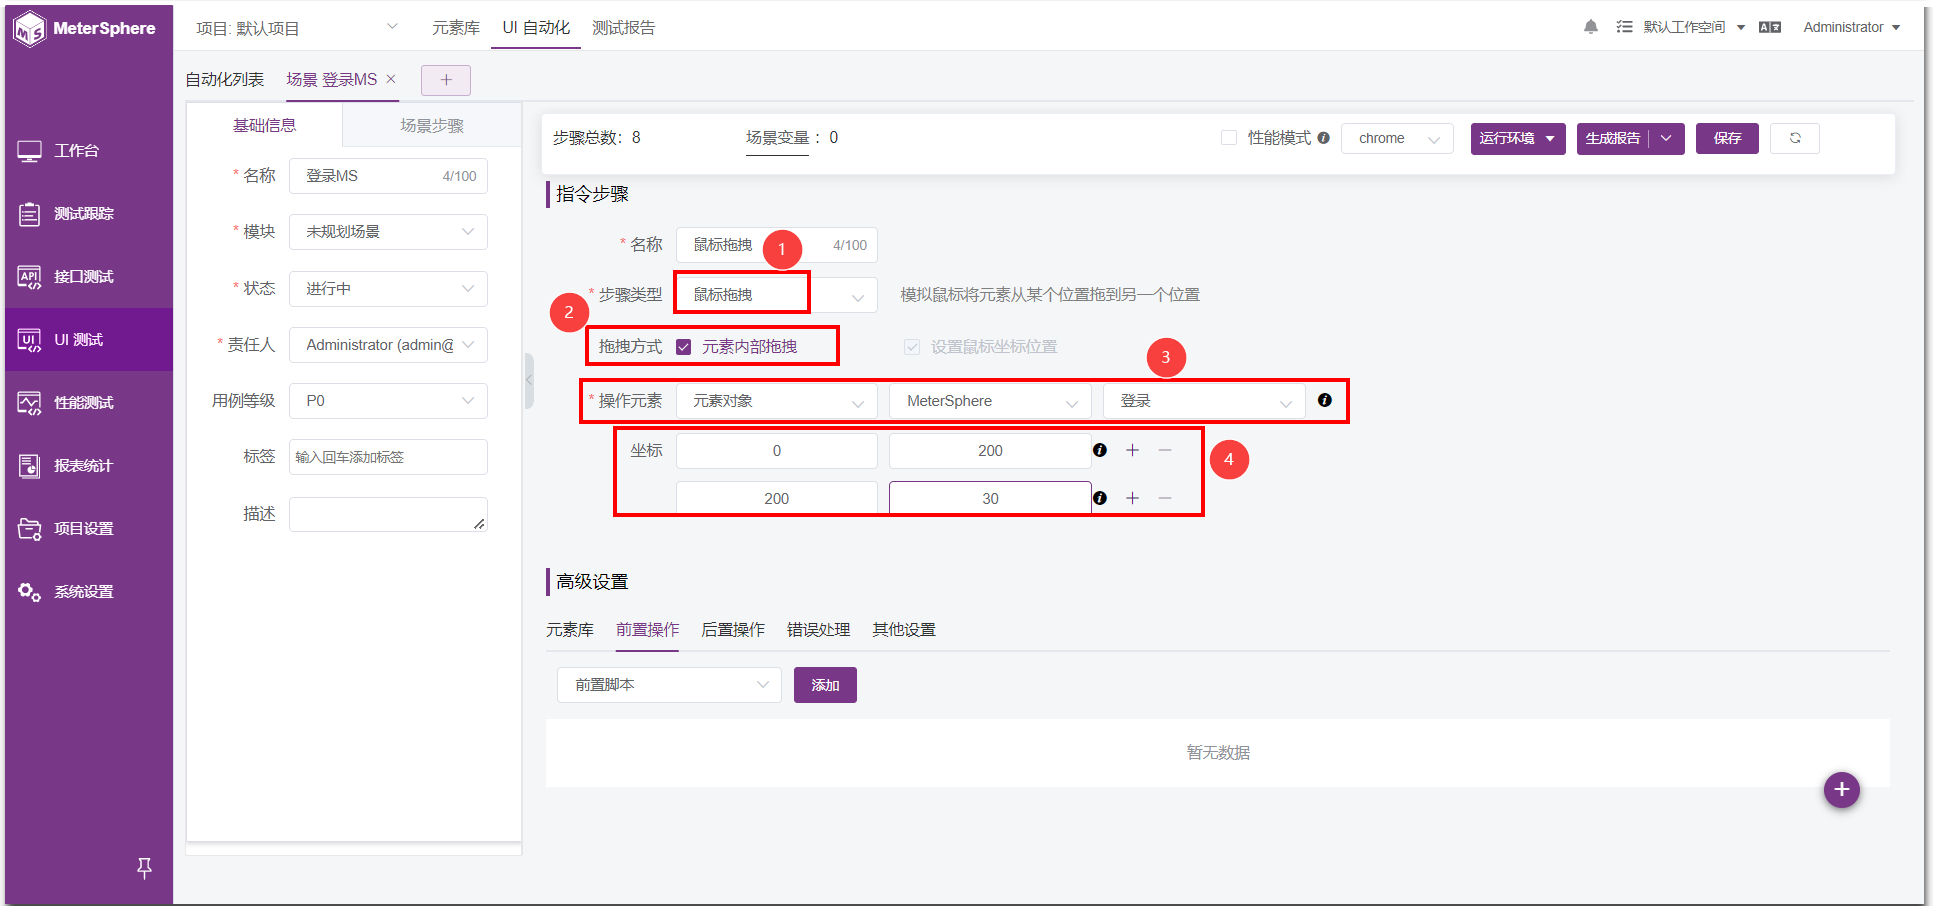 MeterSphere
项目: 默认项目
元素库
UI 自动化
测试报告
默认工作空间
Administrator
工作台
测试跟踪
接口测试
UI 测试
性能测试
报表统计
项目设置
系统设置
自动化列表
场景 登录MS
基础信息
场景步骤
* 名称
登录MS
4/100
* 模块
未规划场景
* 状态
进行中
* 责任人
Administrator (admin@
用例等级
P0
标签
输入回车添加标签
描述
步骤总数: 8
场景变量 : 0
性能模式
chrome
运行环境
生成报告
保存
指令步骤
* 名称
鼠标拖拽
4/100
1
* 步骤类型
鼠标拖拽
模拟鼠标将元素从某个位置拖到另一个位置
2
拖拽方式
元素内部拖拽
设置鼠标坐标位置
3
* 操作元素
元素对象
MeterSphere
登录
坐标
0
200
4
200
30
高级设置
元素库
前置操作
后置操作
错误处理
其他设置
前置脚本
添加
暂无数据